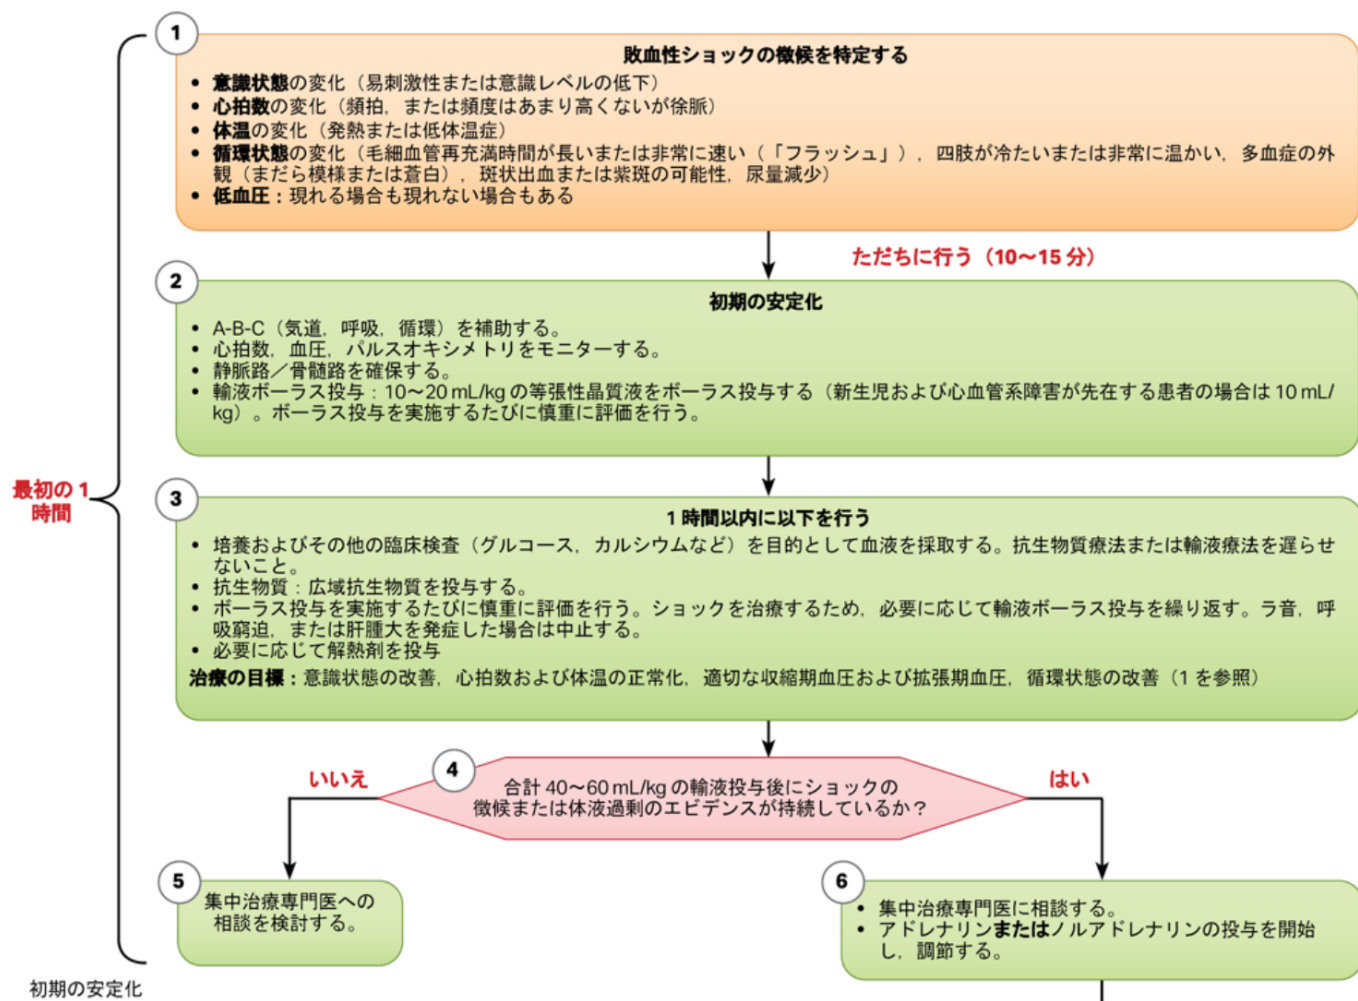 1
敗血性ショックの徴候を特定する
• 意識状態の変化（易刺激性または意識レベルの低下）
• 心拍数の変化（頻拍，または頻度はあまり高くないが徐脈）
• 体温の変化（発熱または低体温症）
• 循環状態の変化（毛細血管再充満時間が長いまたは非常に速い（「フラッシュ」），四肢が冷たいまたは非常に温かい，多血症の外
観（まだら模様または蒼白），斑状出血または紫斑の可能性，尿量減少）
• 低血圧：現れる場合も現れない場合もある
ただちに行う（10～15 分）
2
初期の安定化
• A-B-C（気道，呼吸，循環）を補助する。
• 心拍数，血圧，パルスオキシメトリをモニターする。
• 静脈路／骨髄路を確保する。
• 輸液ボーラス投与：10～20 mL/kg の等張性晶質液をボーラス投与する（新生児および心血管系障害が先在する患者の場合は 10 mL/
kg）。ボーラス投与を実施するたびに慎重に評価を行う。
最初の 1
時間
3
1 時間以内に以下を行う
• 培養およびその他の臨床検査（グルコース，カルシウムなど）を目的として血液を採取する。抗生物質療法または輸液療法を遅らせ
ないこと。
• 抗生物質：広域抗生物質を投与する。
• ボーラス投与を実施するたびに慎重に評価を行う。ショックを治療するため，必要に応じて輸液ボーラス投与を繰り返す。ラ音，呼
吸窮迫，または肝腫大を発症した場合は中止する。
• 必要に応じて解熱剤を投与
治療の目標：意識状態の改善，心拍数および体温の正常化，適切な収縮期血圧および拡張期血圧，循環状態の改善（1 を参照）
いいえ
4
合計 40～60 mL/kg の輸液投与後にショックの
徴候または体液過剰のエビデンスが持続しているか？
はい
5
集中治療専門医への
相談を検討する。
6
• 集中治療専門医に相談する。
• アドレナリンまたはノルアドレナリンの投与を開始
し，調節する。
初期の安定化